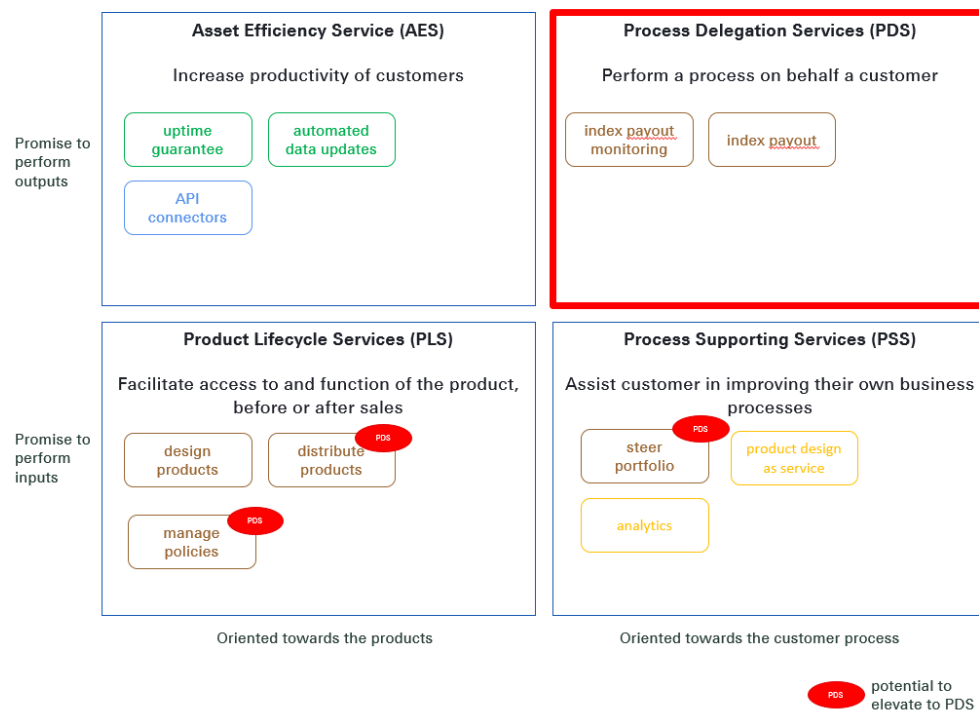 Asset Efficiency Service (AES)
Increase productivity of customers
uptime
guarantee
automated
data updates
API
connectors
Process Delegation Services (PDS)
Perform a process on behalf a customer
index payout
monitoring
index payout
Promise to
perform
outputs
Product Lifecycle Services (PLS)
Facilitate access to and function of the product,
before or after sales
design
products
distribute
products
PDS
manage
policies
PDS
Process Supporting Services (PSS)
Assist customer in improving their own business
processes
steer
portfolio
PDS
product design
as service
analytics
Promise to
perform
inputs
Oriented towards the products
Oriented towards the customer process
PDS
potential to
elevate to PDS